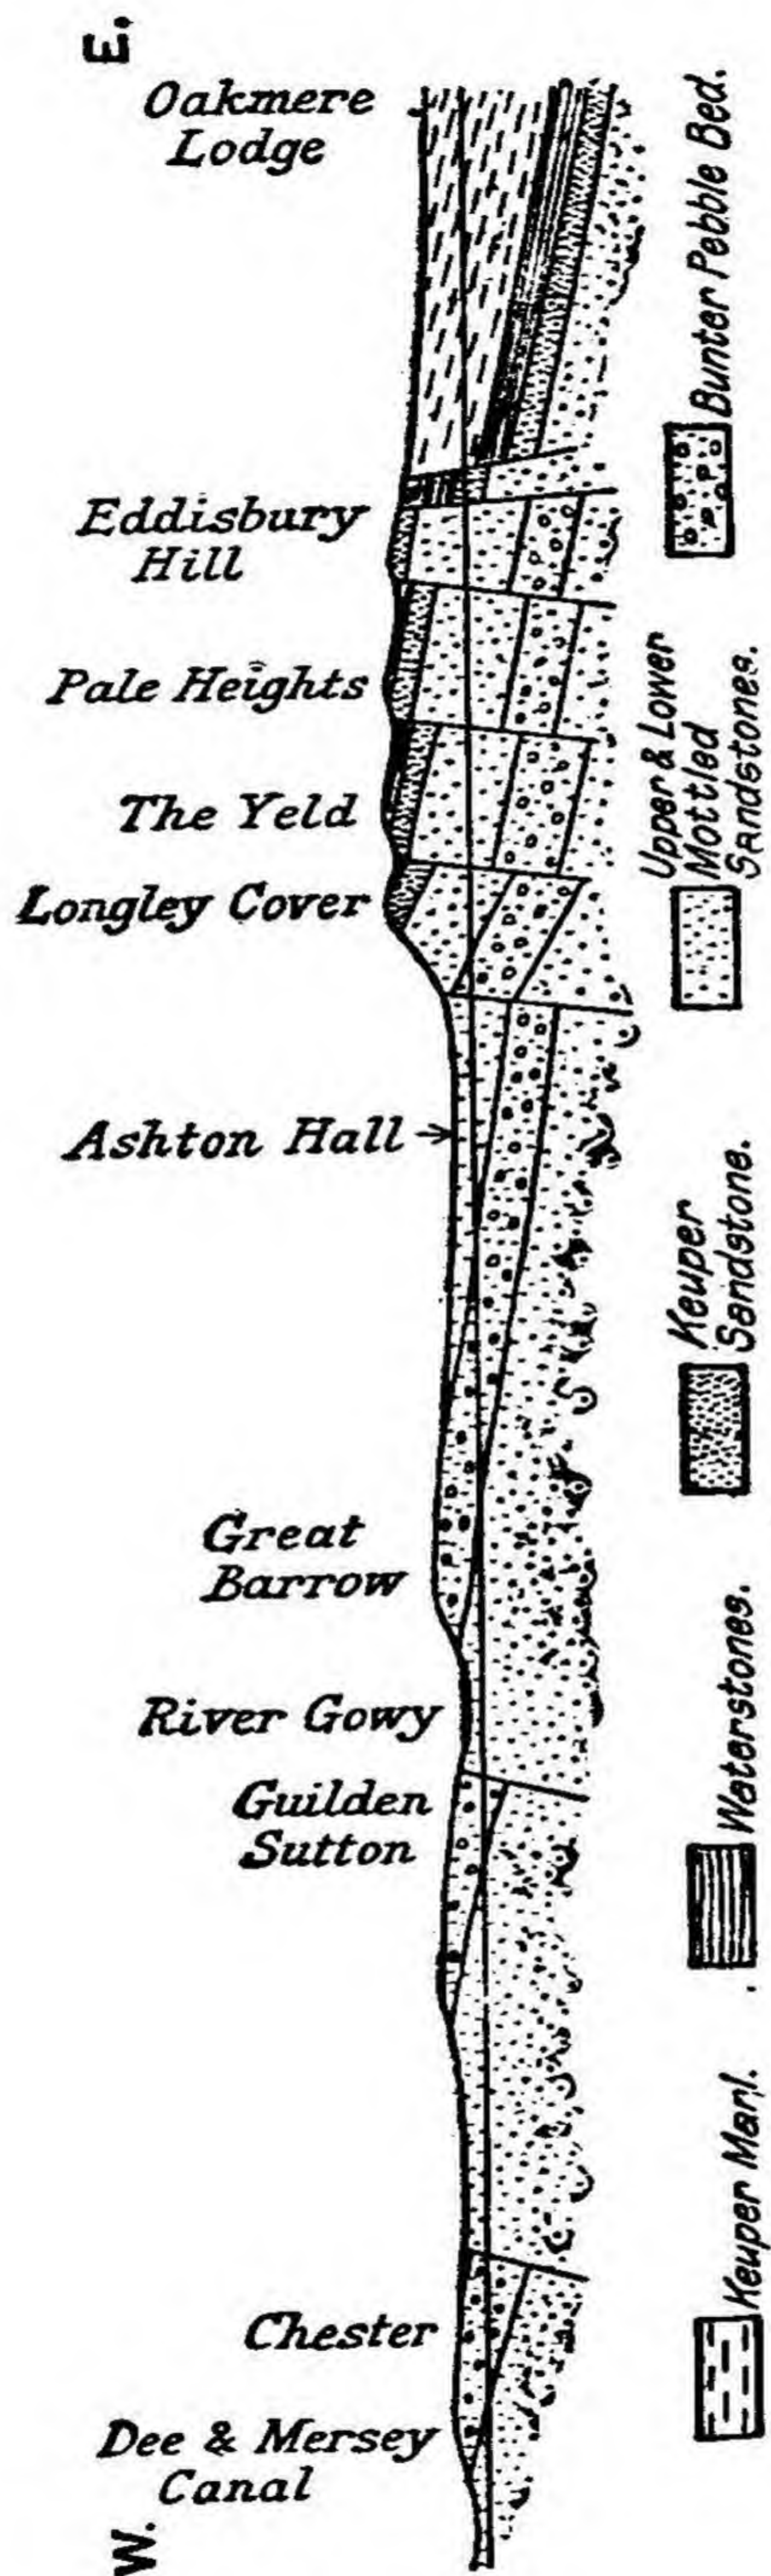 W.
E.
Dee & Mersey
Canal
Chester
Guilden
Sutton
River Gowy
Great
Barrow
Ashton Hall
Longley Cover
The Yeld
Pale Heights
Eddisbury
Hill
Oakmere
Lodge
Keuper Marl.
Waterstones.
Keuper
Sandstone.
Upper & Lower
Mottled
Sandstones.
Bunter Pebble Bed.